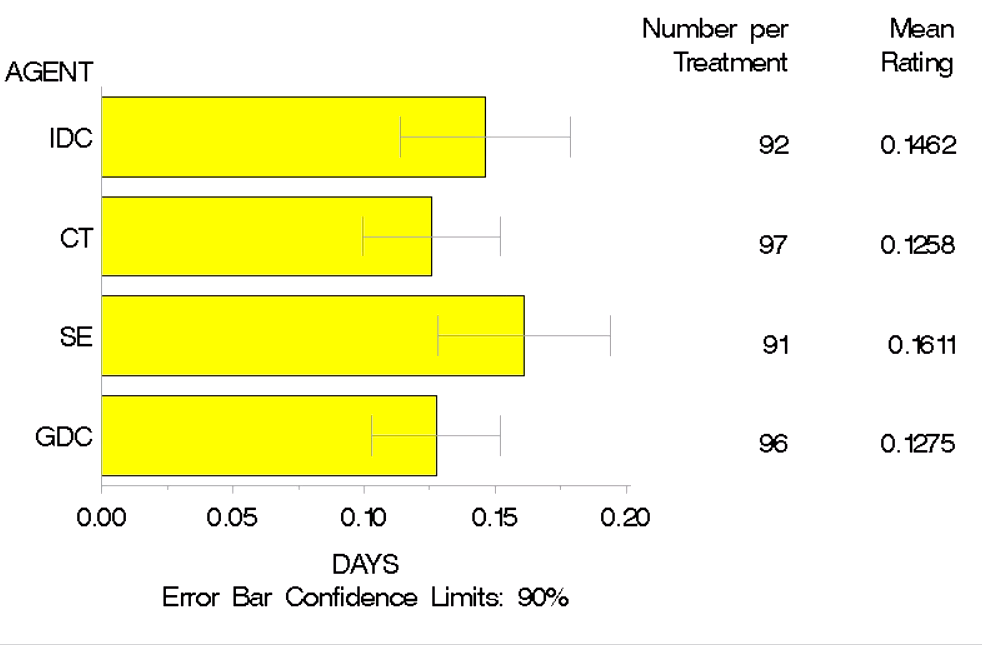 Number per Mean
Treatment Rating
AGENT
IDC 92 0.1462
CT 97 0.1258
SE 91 0.1611
GDC 96 0.1275
0.00 0.05 0.10 0.15 0.20
DAYS
Error Bar Confidence Limits: 90%